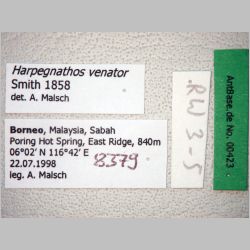 Harpegnathos venator
Smith 1858
det. A. Malsch
Borneo, Malaysia, Sabah
Poring Hot Spring, East Ridge, 840m
06°02' N 116°42' E
22.07.1998
leg. A. Malsch
8379
RW 3-5
AntBase.de No. 00423